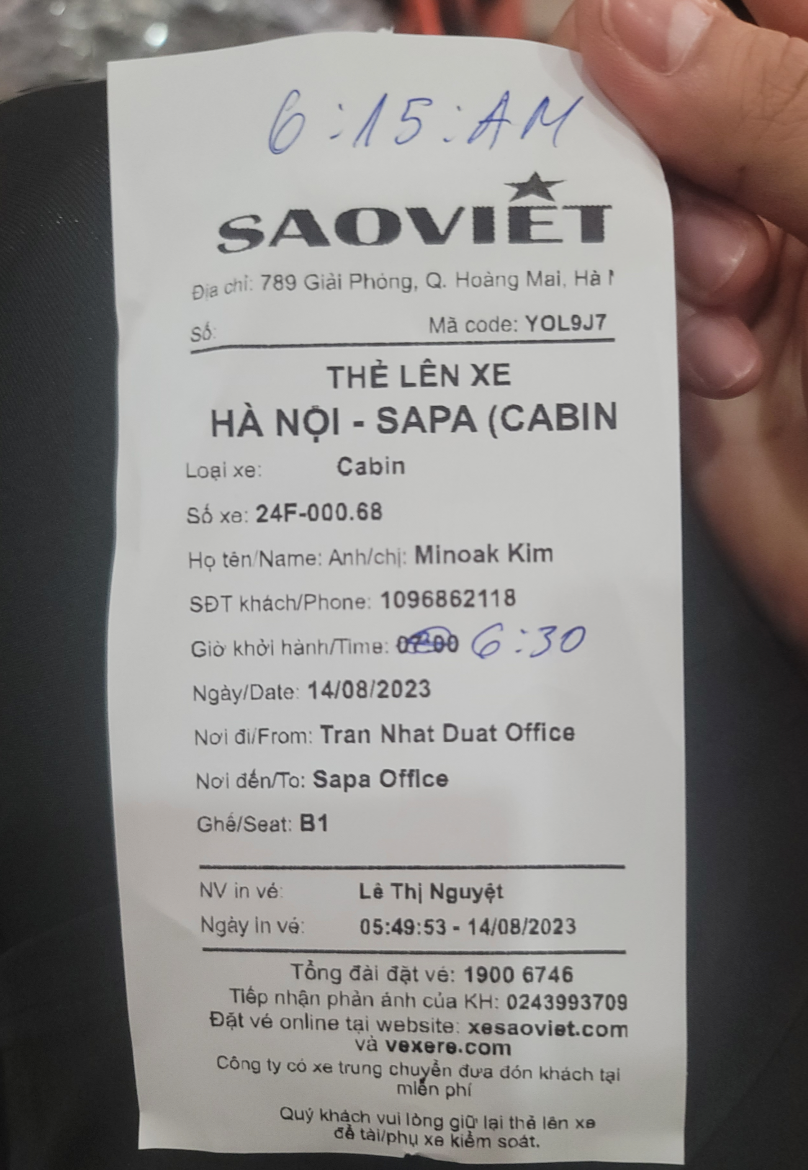 6:15:AM
SAOVIỆT
Địa chỉ: 789 Giải Phóng, Q. Hoàng Mai, Hà
Số:
Mã code: YOL9J7
THẺ LÊN XE
HÀ NỘI - SAPA (CABIN
Loại xe: Cabin
Số xe: 24F-000.68
Họ tên/Name: Anh/chị: Minoak Kim
SĐT khách/Phone: 1096862118
Giờ khởi hành/Time: 07:00 6:30
Ngày/Date: 14/08/2023
Nơi đi/From: Tran Nhat Duat Office
Nơi đến/To: Sapa Office
Ghế/Seat: B1
NV in vé: Lê Thị Nguyệt
Ngày in vé: 05:49:53 - 14/08/2023
Tổng đài đặt vé: 1900 6746
Tiếp nhận phản ánh của KH: 0243993709
Đặt vé online tại website: xesaoviet.com
và vexere.com
Công ty có xe trung chuyển đưa đón khách tại
miễn phí
Quý khách vui lòng giữ lại thẻ lên xe
để tài/phụ xe kiểm soát.